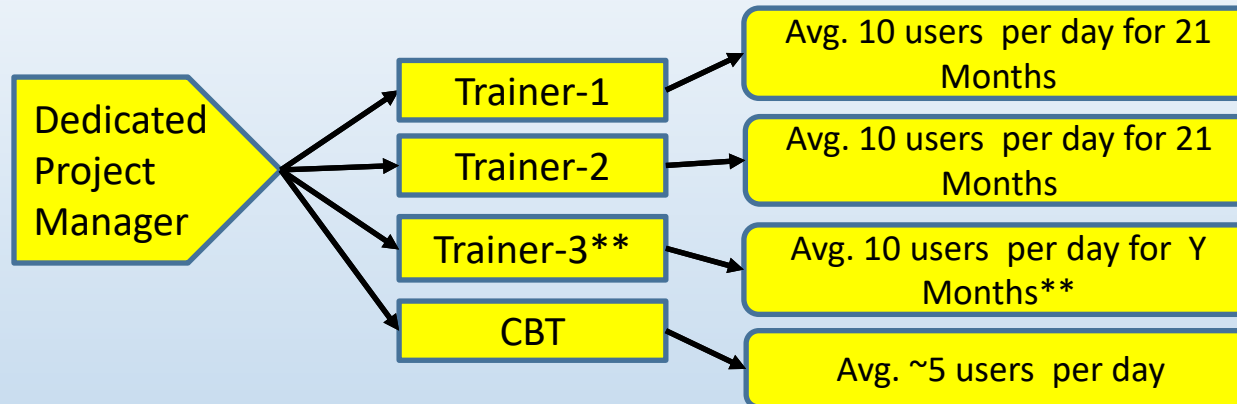 Dedicated
Project
Manager
Trainer-1
Trainer-2
Trainer-3**
CBT
Avg. 10 users  per day for 21
Months
Avg. 10 users  per day for 21
Months
Avg. 10 users  per day for  Y
Months**
Avg. ~5 users  per day